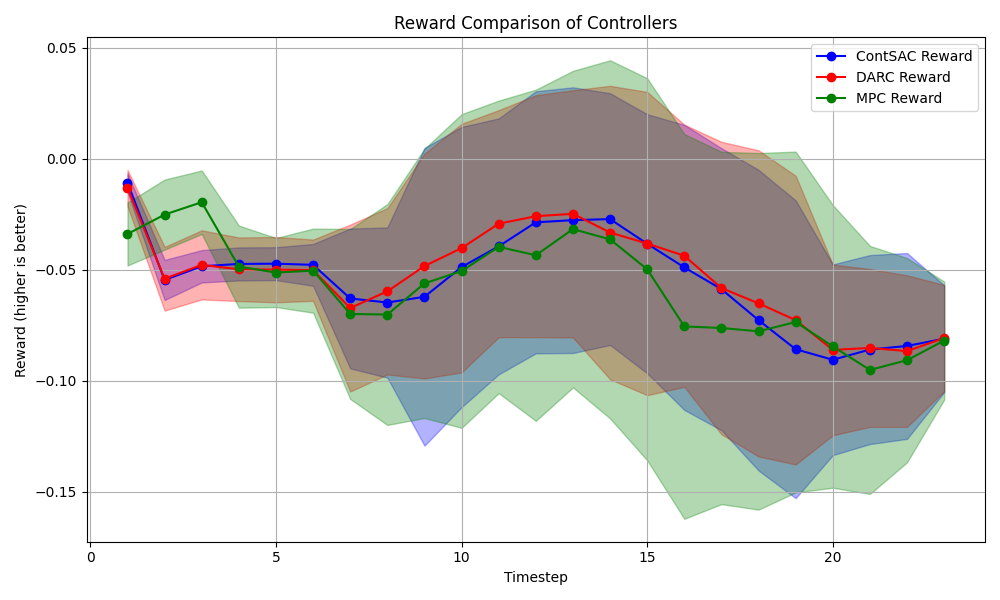 Reward Comparison of Controllers
ContSAC Reward
DARC Reward
MPC Reward
Reward (higher is better)
0.05
0.00
−0.05
−0.10
−0.15
0
5
10
15
20
Timestep